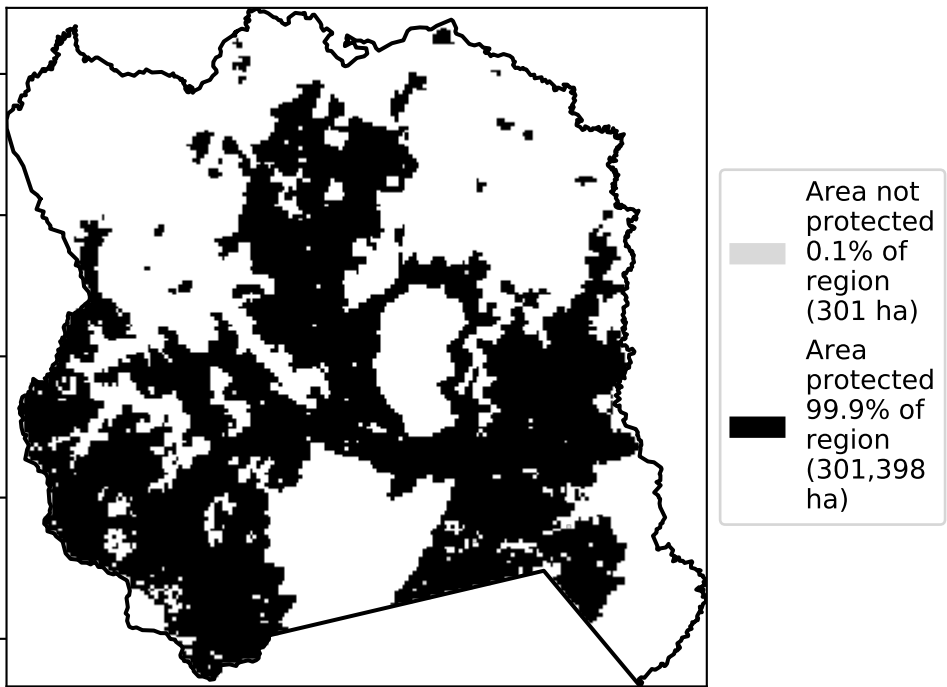 Area not
protected
0.1% of
region
(301 ha)
Area
protected
99.9% of
region
(301,398
ha)